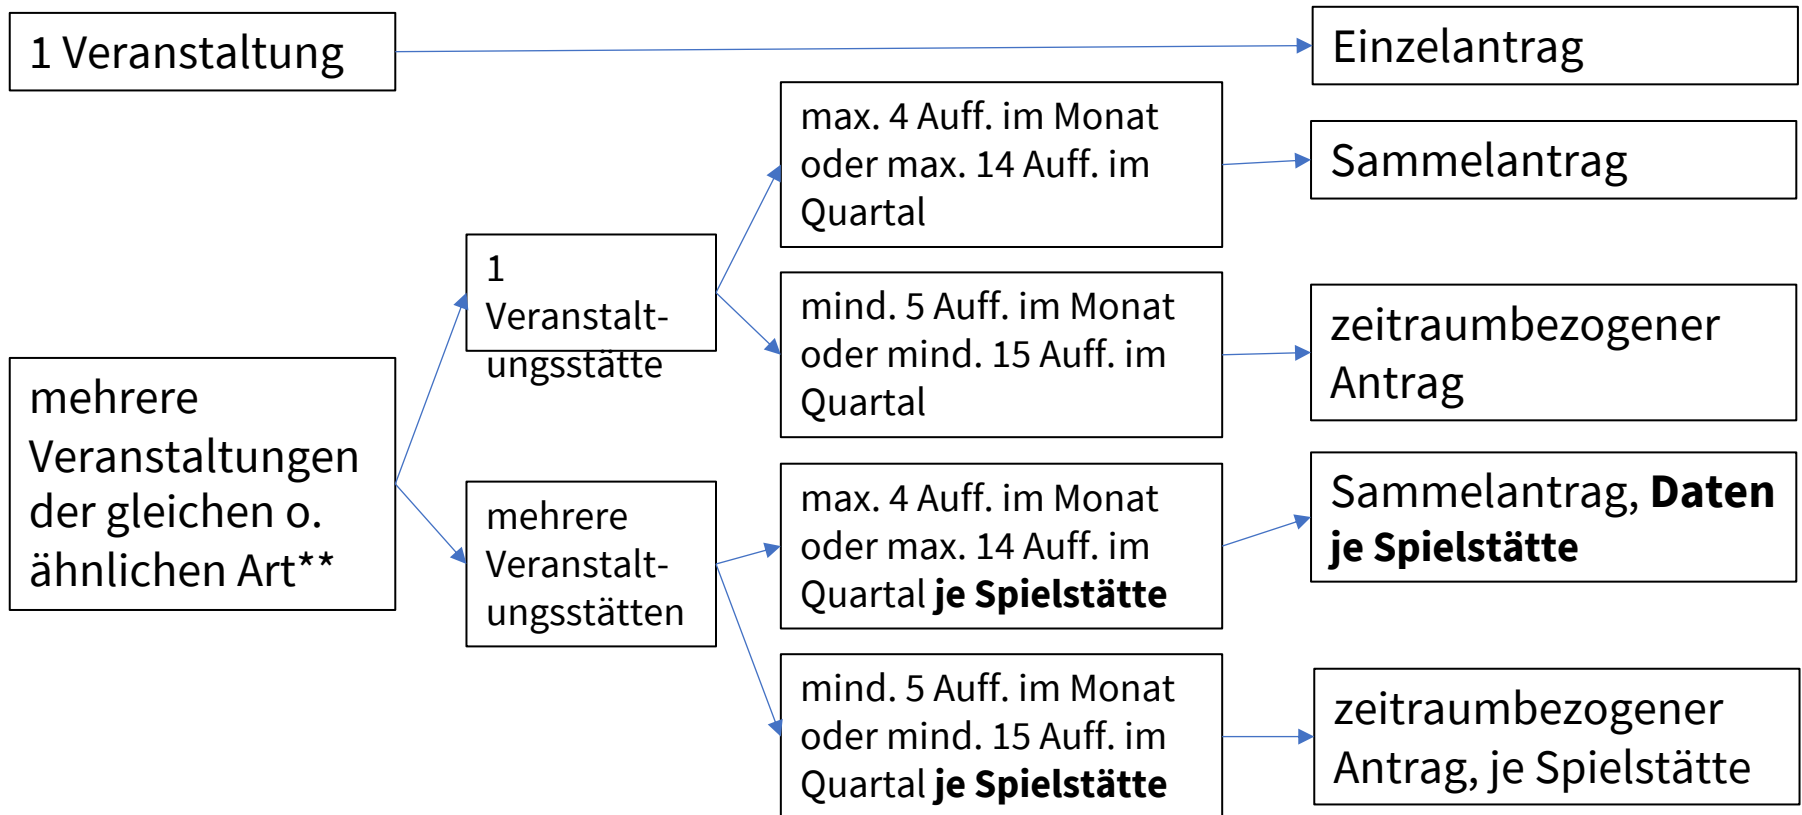 1 Veranstaltung
Einzelantrag
max. 4 Auff. im Monat
oder max. 14 Auff. im
Quartal
Sammelantrag
1
Veranstalt-
ungsstätte
mind. 5 Auff. im Monat
oder mind. 15 Auff. im
Quartal
zeitraumbezogener
Antrag
mehrere
Veranstaltungen
der gleichen o.
ähnlichen Art**
mehrere
Veranstalt-
ungsstätten
max. 4 Auff. im Monat
oder max. 14 Auff. im
Quartal je Spielstätte
Sammelantrag, Daten
je Spielstätte
mind. 5 Auff. im Monat
oder mind. 15 Auff. im
Quartal je Spielstätte
zeitraumbezogener
Antrag, je Spielstätte